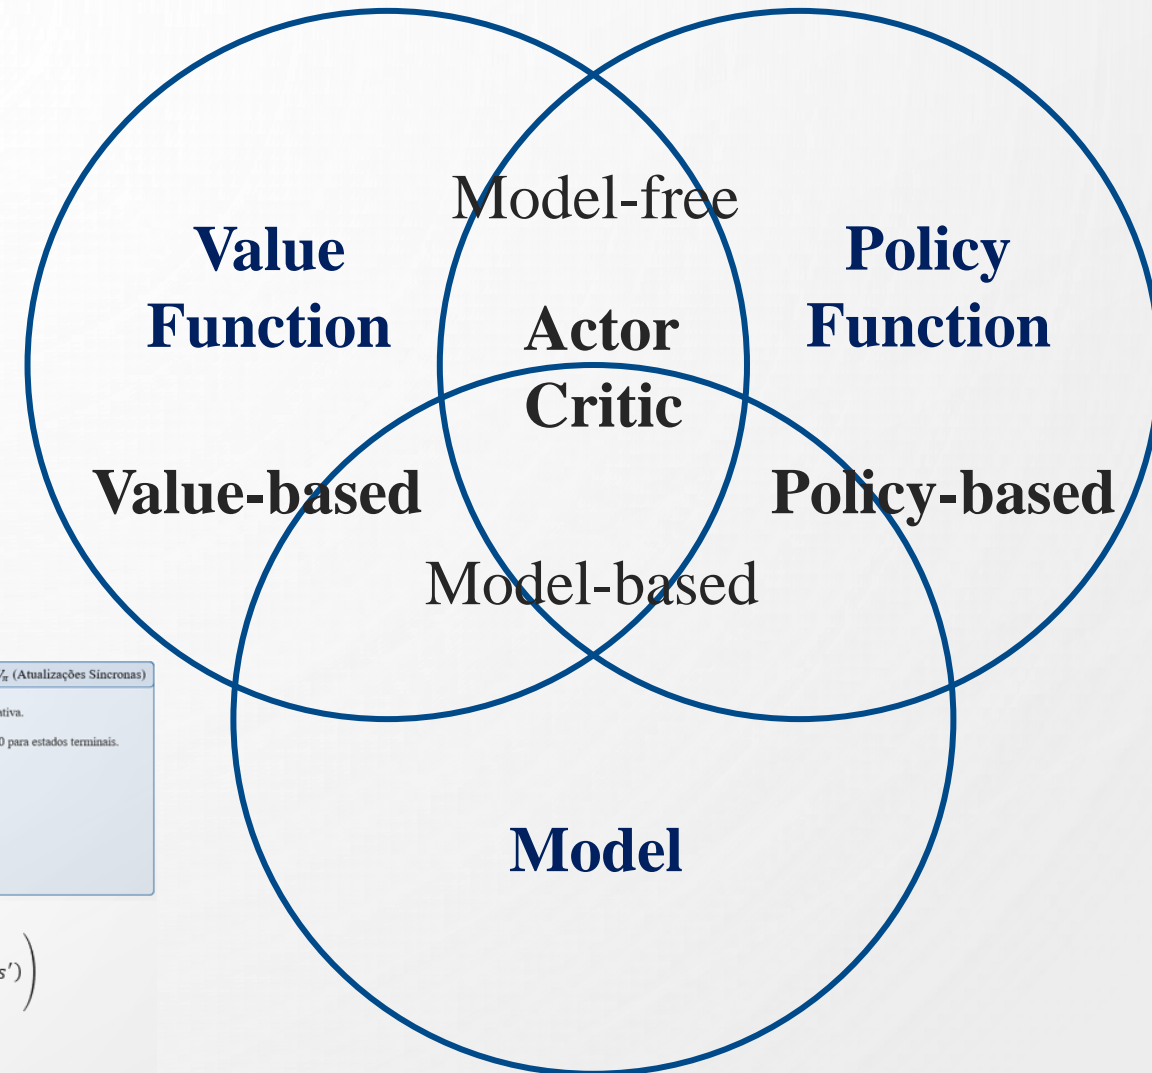 Model-free
Value
Function
Policy
Function
Actor
Critic
Value-based
Policy-based
Model-based
Model
(Atualizações Síncronas)
0 para estados terminais.
s′)